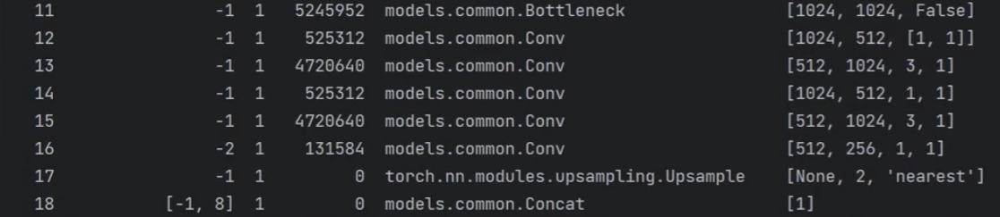 11 -1 1 5245952 models.common.Bottleneck [1024, 1024, False]
12 -1 1 525312 models.common.Conv [1024, 512, [1, 1]]
13 -1 1 4720640 models.common.Conv [512, 1024, 3, 1]
14 -1 1 525312 models.common.Conv [1024, 512, 1, 1]
15 -1 1 4720640 models.common.Conv [512, 1024, 3, 1]
16 -2 1 131584 models.common.Conv [512, 256, 1, 1]
17 -1 1 0 torch.nn.modules.upsampling.Upsample [None, 2, 'nearest']
18 [-1, 8] 1 0 models.common.Concat [1]